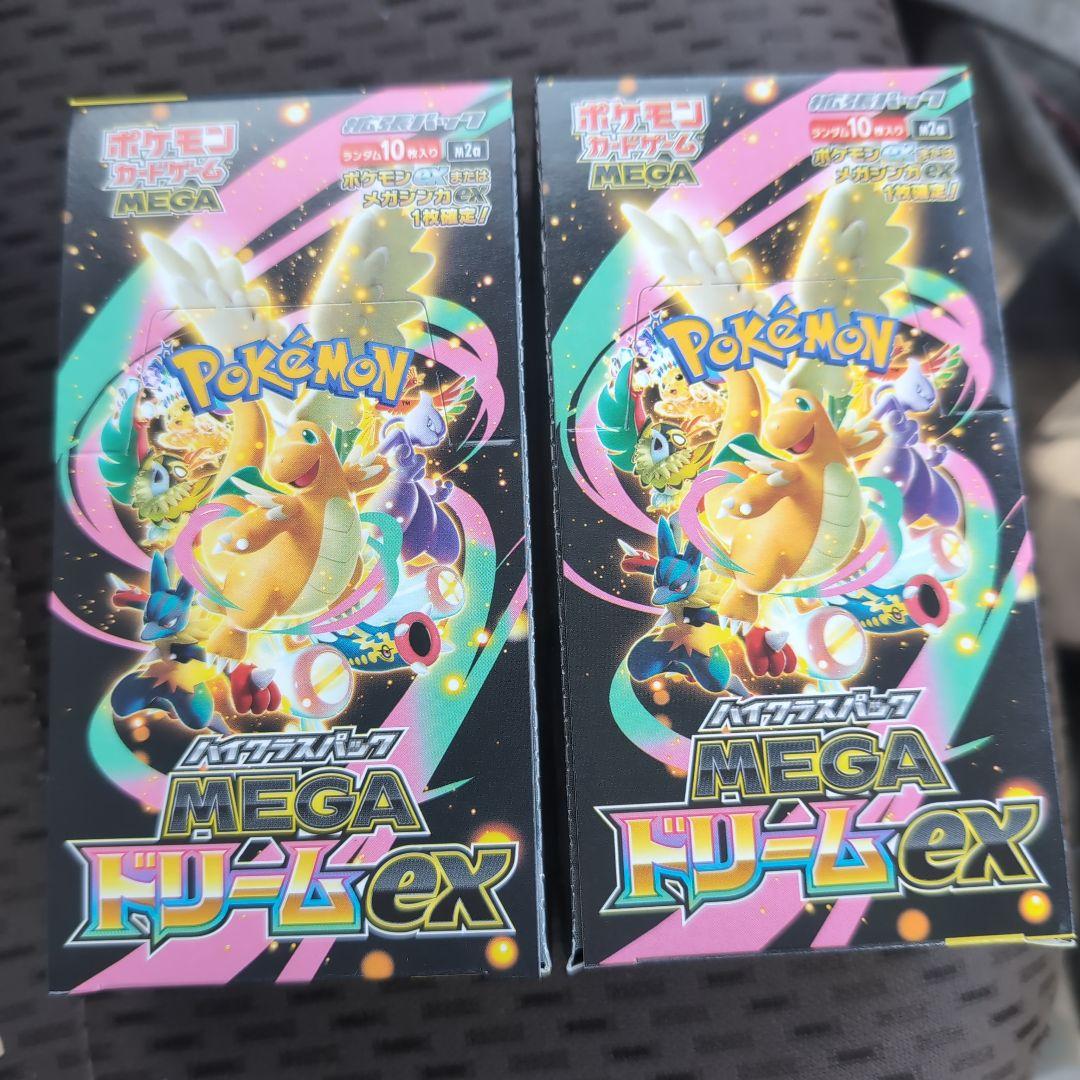 ポケモン
カードゲーム
MEGA
拡張パック
ランダム10枚入り M2a
ポケモンexまたは
メガシンカex
1枚確定!
POKéMON
ハイクラスパック
MEGA
ドリームex
ポケモン
カードゲーム
MEGA
拡張パック
ランダム10枚入り M2a
ポケモンexまたは
メガシンカex
1枚確定!
POKéMON
ハイクラスパック
MEGA
ドリームex